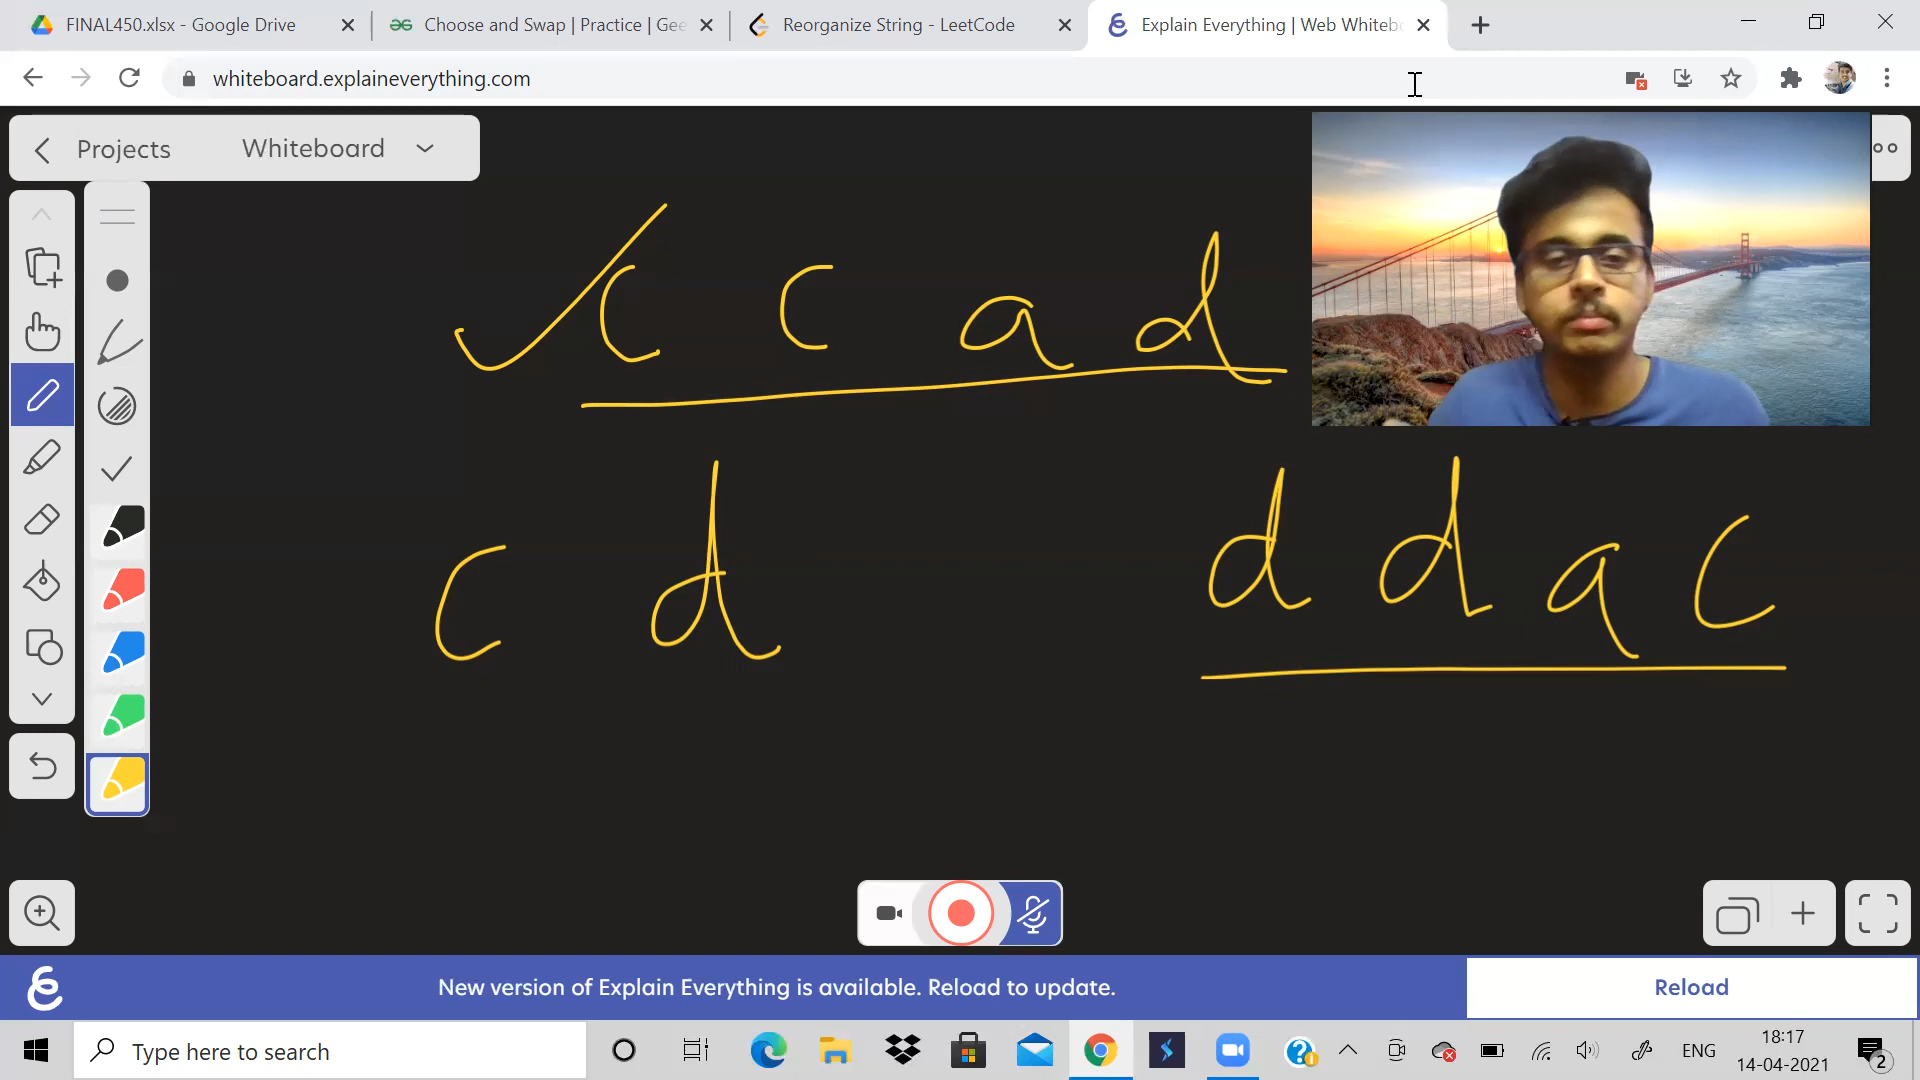 FINAL450.xlsx - Google Drive
Choose and Swap | Practice | Gee
Reorganize String - LeetCode
Explain Everything | Web Whitebo
whiteboard.explaineverything.com
Projects
Whiteboard
c c a d
c d
d d a c
New version of Explain Everything is available. Reload to update.
Reload
Type here to search
ENG
18:17
14-04-2021
2